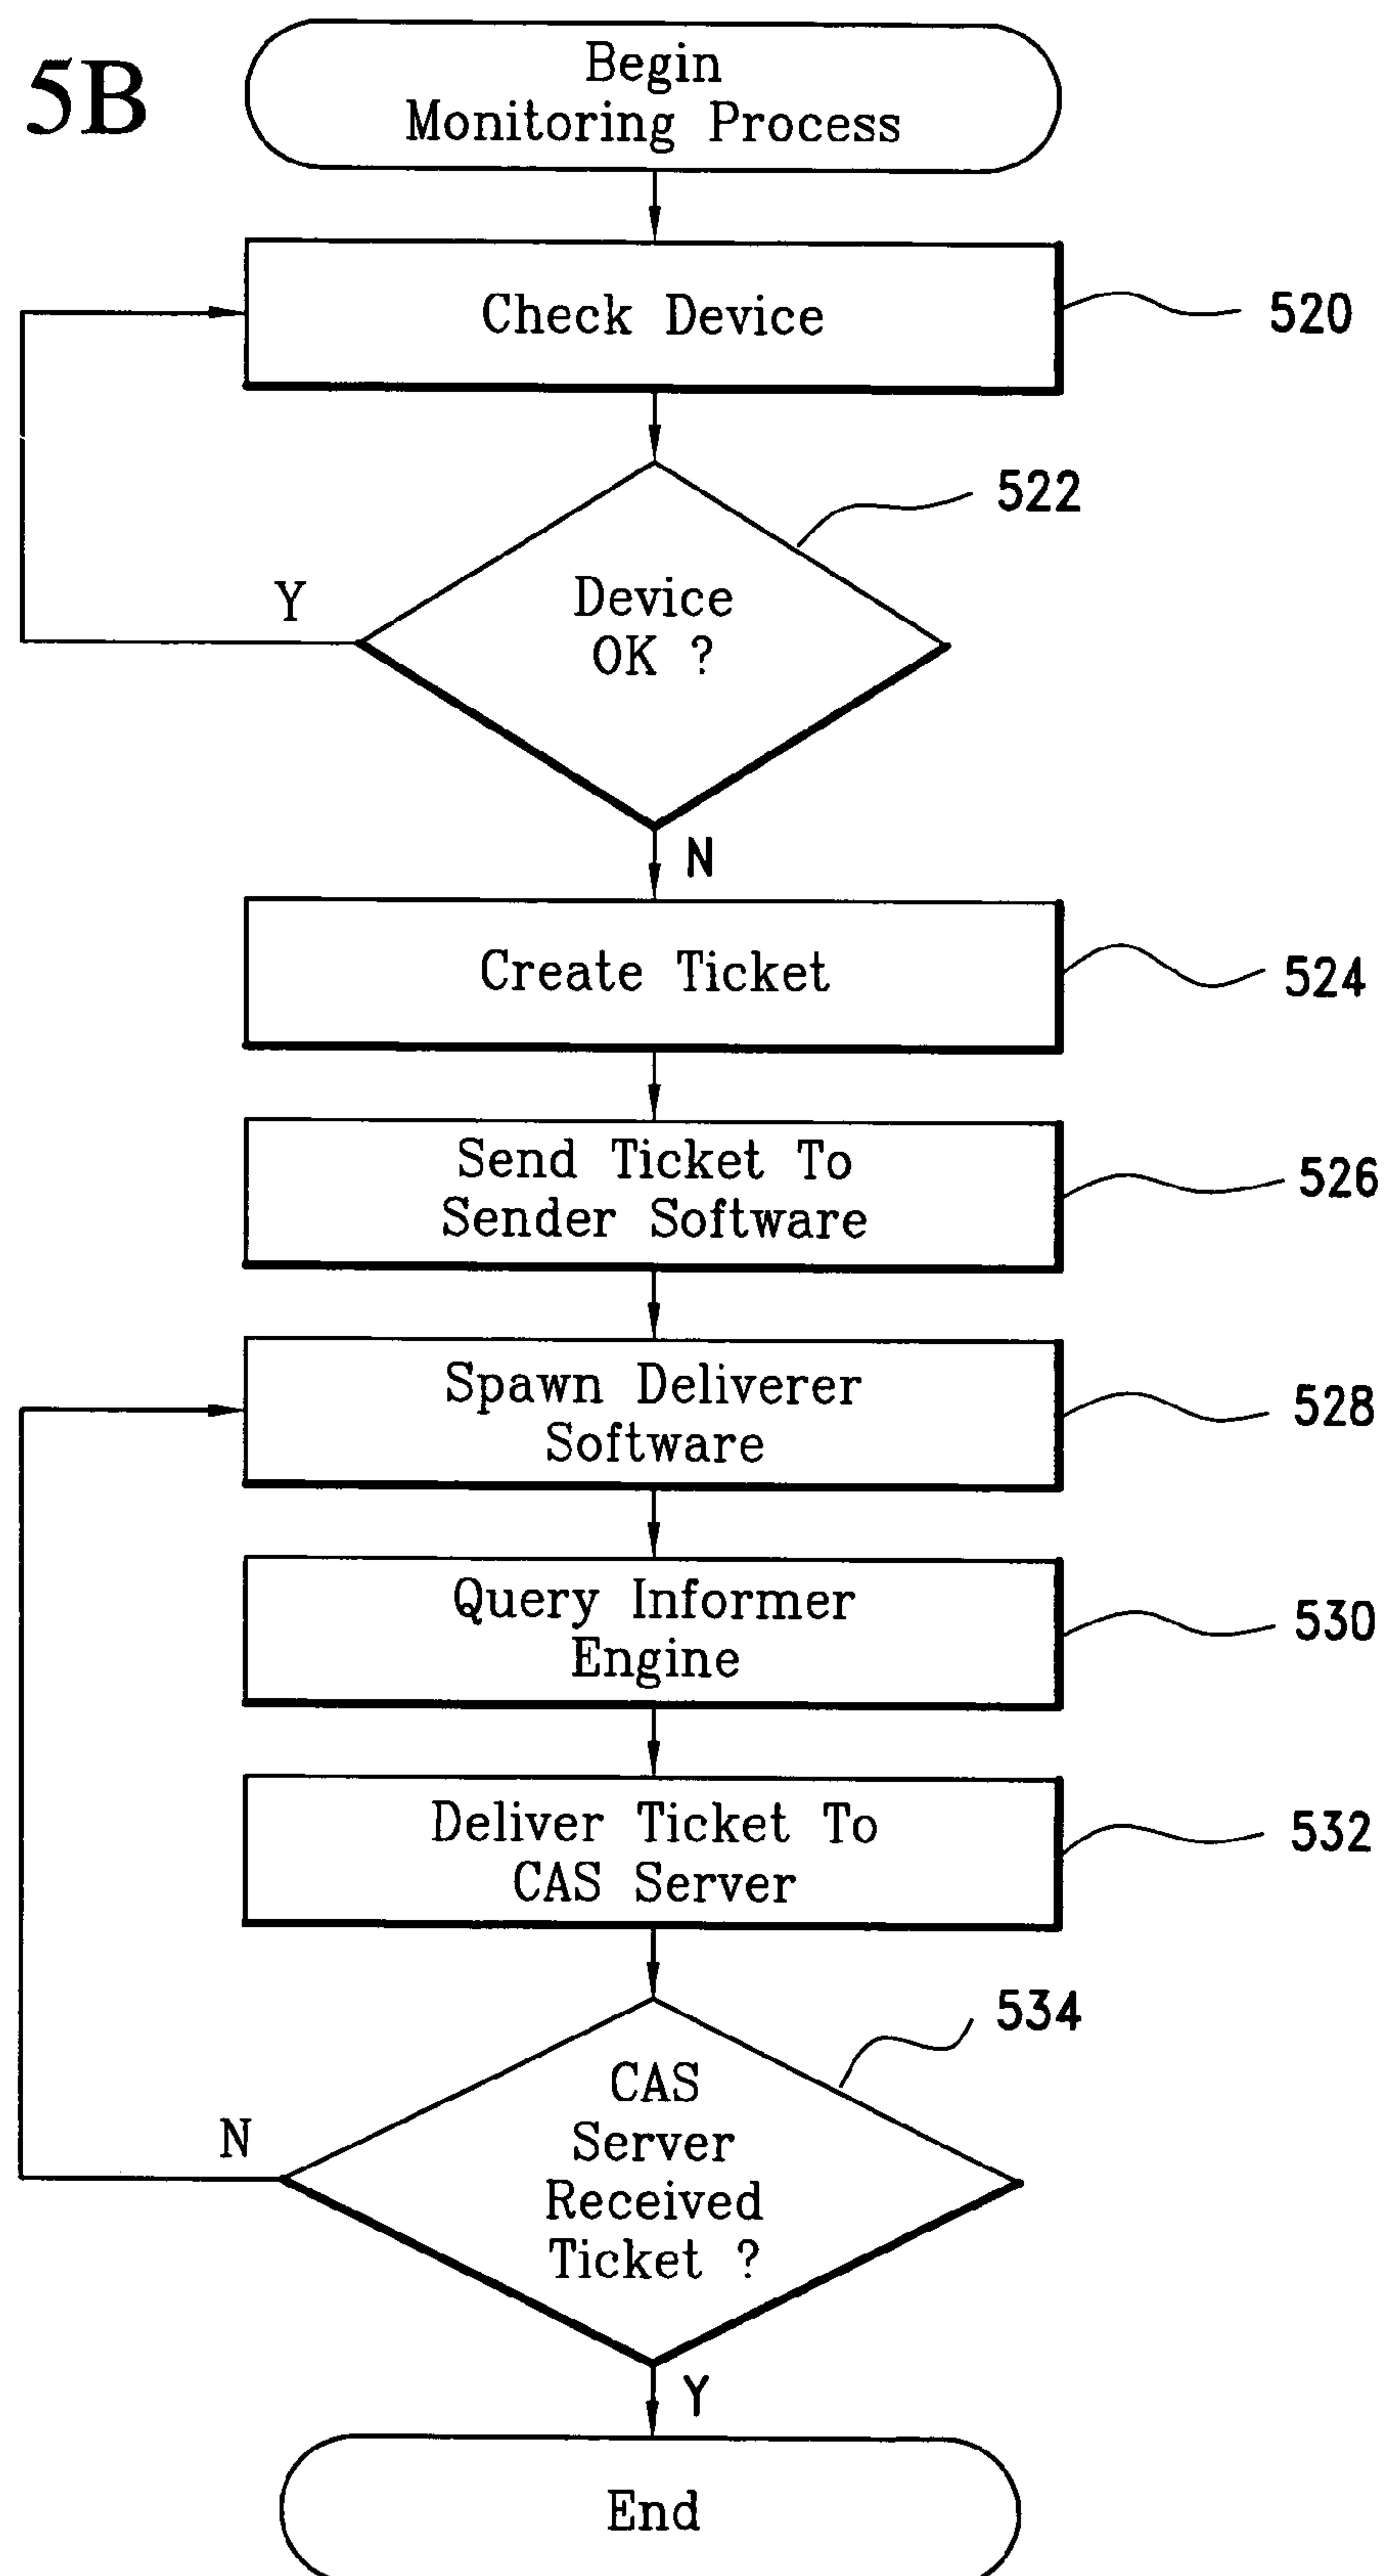 5B
Begin
Monitoring Process
Check Device
520
522
Device
OK ?
Y
N
Create Ticket
524
Send Ticket To
Sender Software
526
Spawn Deliverer
Software
528
Query Informer
Engine
530
Deliver Ticket To
CAS Server
532
534
CAS
Server
Received
Ticket ?
N
Y
End